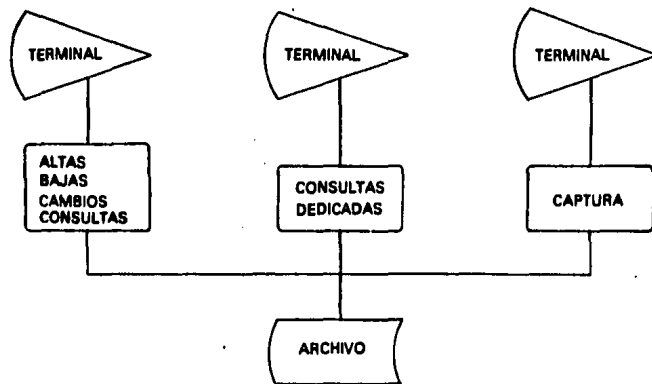 TERMINAL
TERMINAL
TERMINAL
ALTAS
BAJAS
CAMBIOS
CONSULTAS
CONSULTAS
DEDICADAS
CAPTURA
ARCHIVO